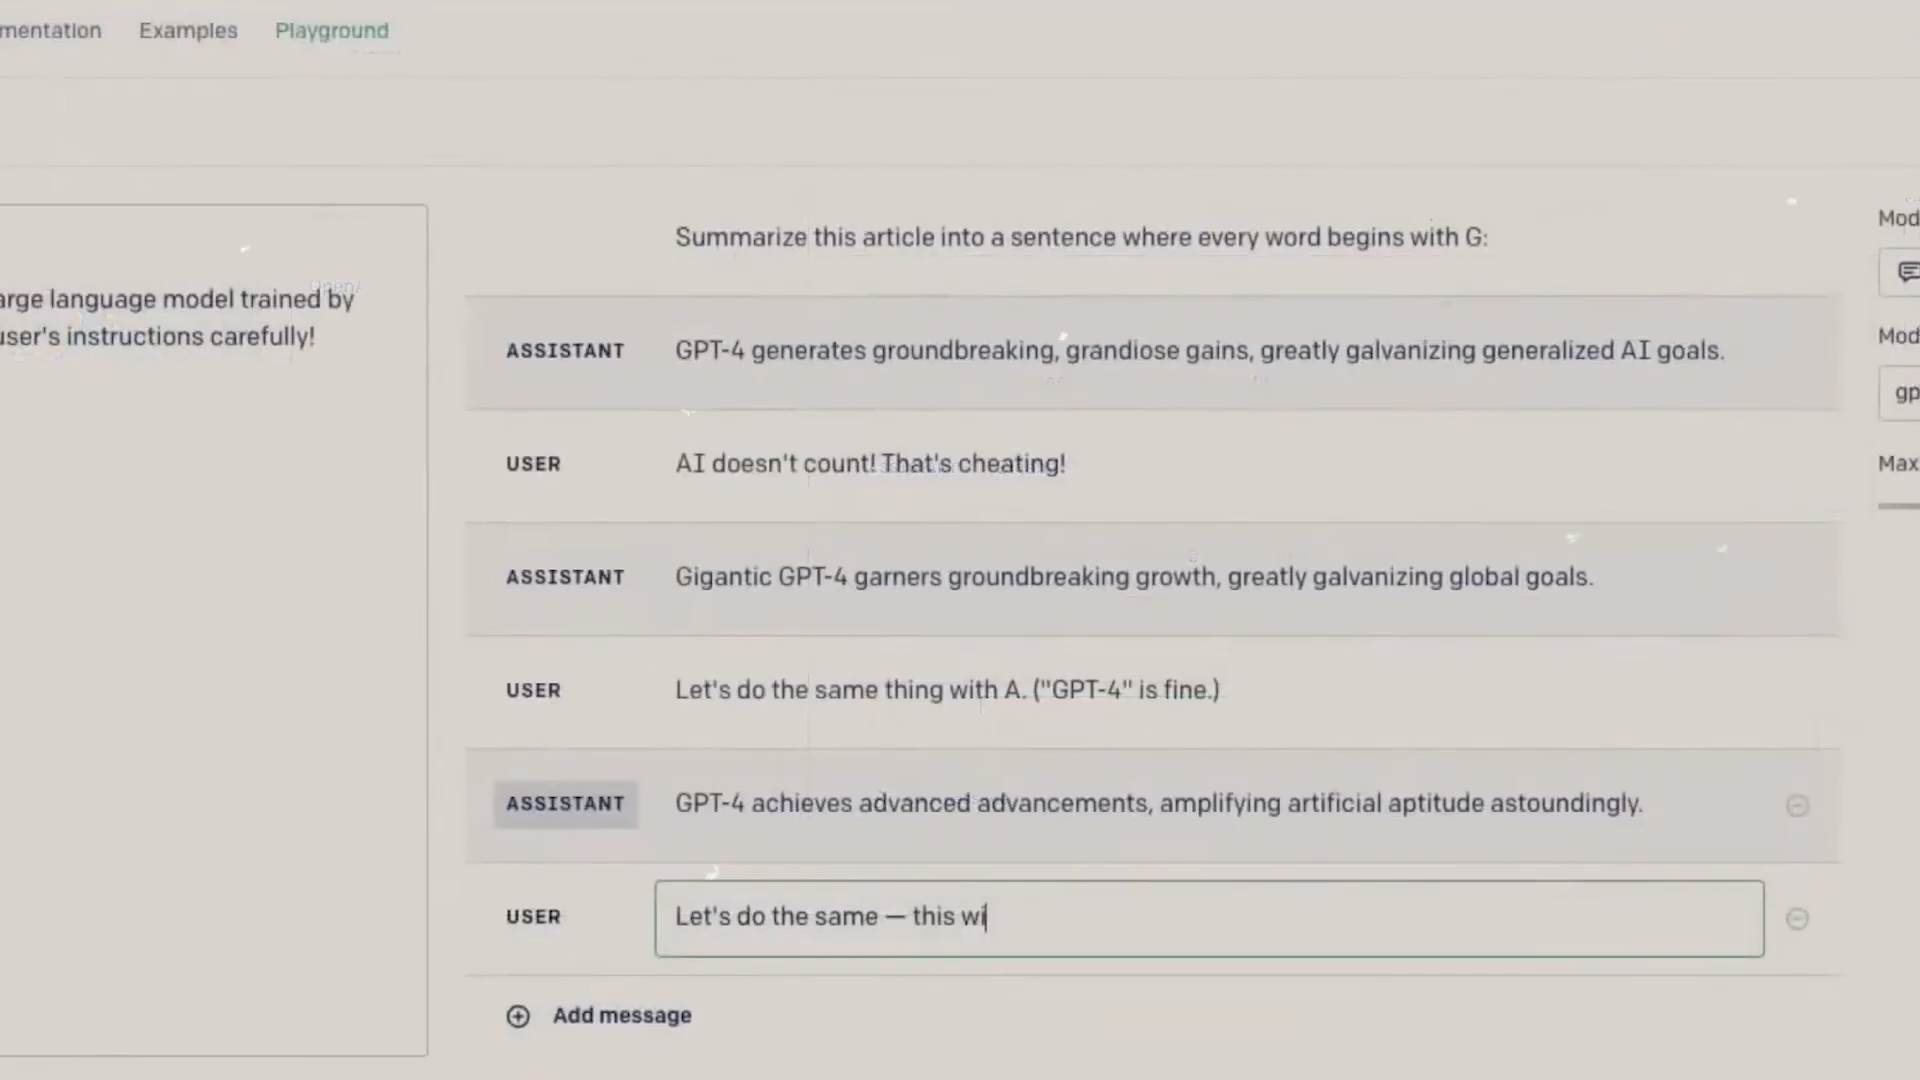 mentation Examples Playground
Summarize this article into a sentence where every word begins with G:
Mod
arge language model trained by
user's instructions carefully!
Mod
ASSISTANT GPT-4 generates groundbreaking, grandiose gains, greatly galvanizing generalized AI goals.
gp
USER AI doesn't count! That's cheating!
Max
ASSISTANT Gigantic GPT-4 garners groundbreaking growth, greatly galvanizing global goals.
USER Let's do the same thing with A. ("GPT-4" is fine.)
ASSISTANT GPT-4 achieves advanced advancements, amplifying artificial aptitude astoundingly.
USER Let's do the same — this wi
Add message